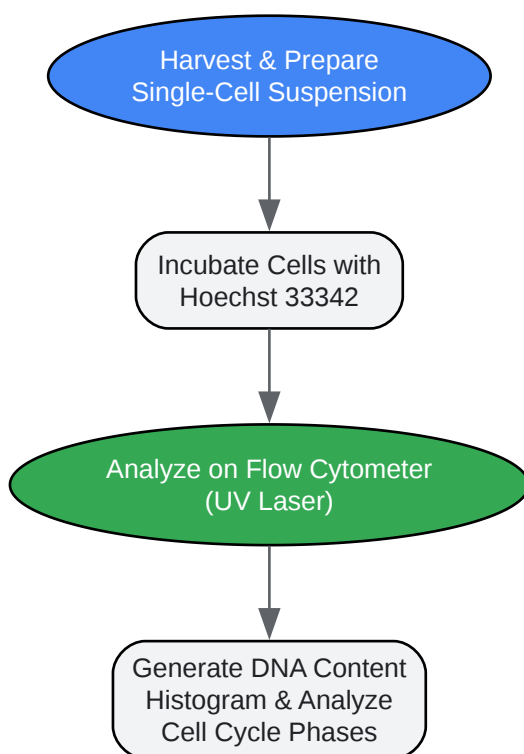 Harvest & Prepare
Single-Cell Suspension
Incubate Cells with
Hoechst 33342
Analyze on Flow Cytometer
(UV Laser)
Generate DNA Content
Histogram & Analyze
Cell Cycle Phases